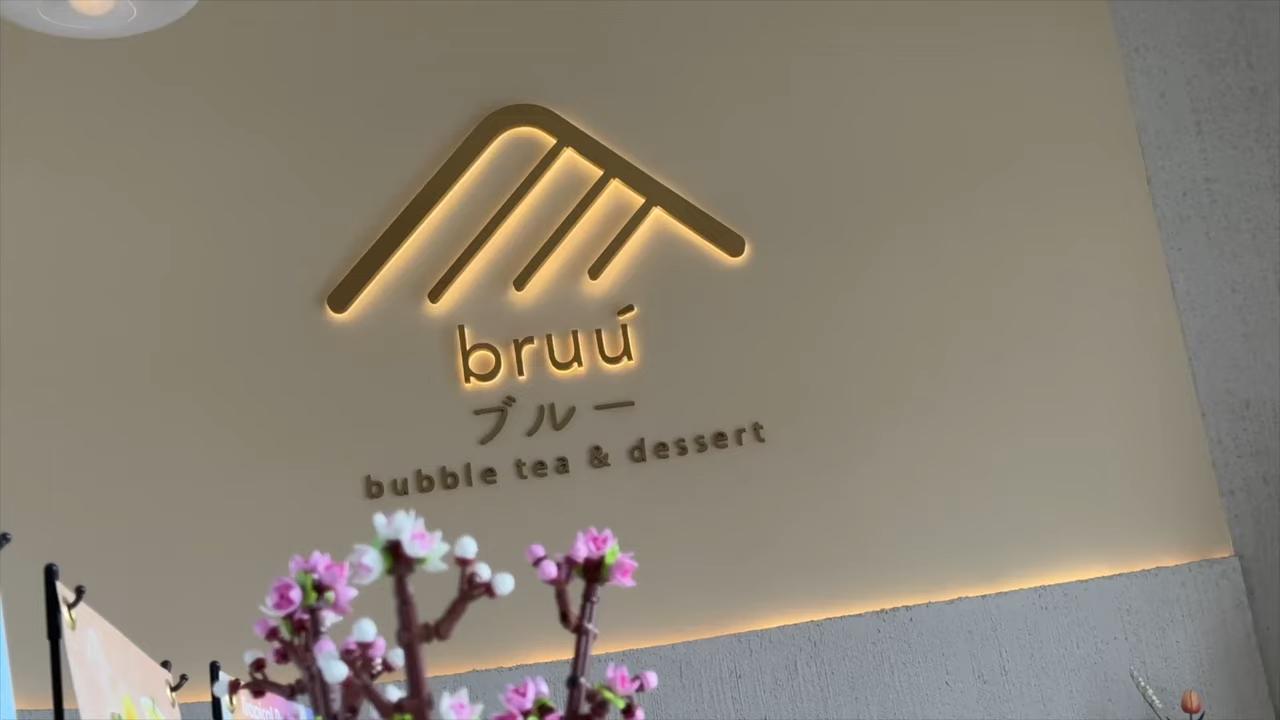 bruú
ブルー
bubble tea & dessert